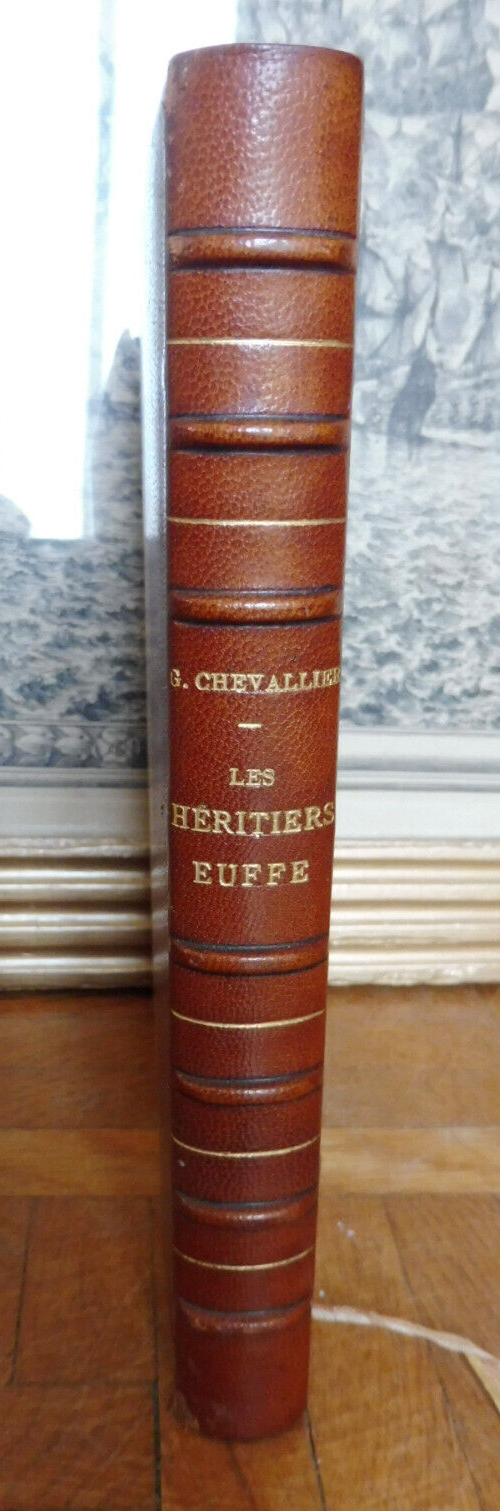 G. CHEVALLIER
LES
HÉRITIERS
EUFFE